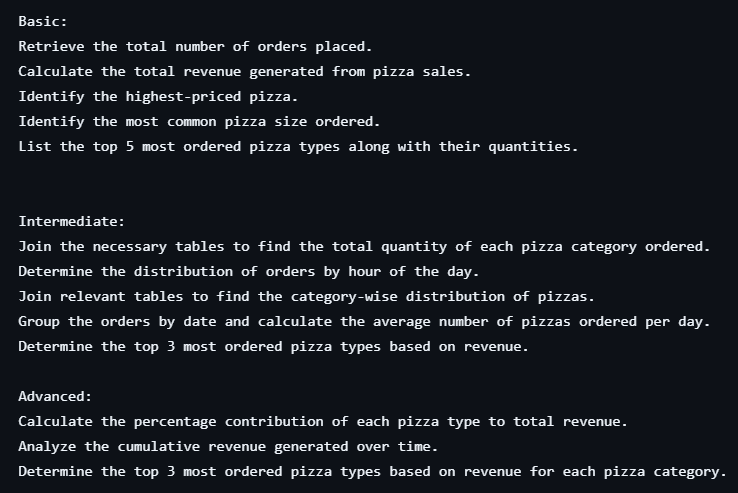 Basic:
Retrieve the total number of orders placed.
Calculate the total revenue generated from pizza sales.
Identify the highest-priced pizza.
Identify the most common pizza size ordered.
List the top 5 most ordered pizza types along with their quantities.
Intermediate:
Join the necessary tables to find the total quantity of each pizza category ordered.
Determine the distribution of orders by hour of the day.
Join relevant tables to find the category-wise distribution of pizzas.
Group the orders by date and calculate the average number of pizzas ordered per day.
Determine the top 3 most ordered pizza types based on revenue.
Advanced:
Calculate the percentage contribution of each pizza type to total revenue.
Analyze the cumulative revenue generated over time.
Determine the top 3 most ordered pizza types based on revenue for each pizza category.